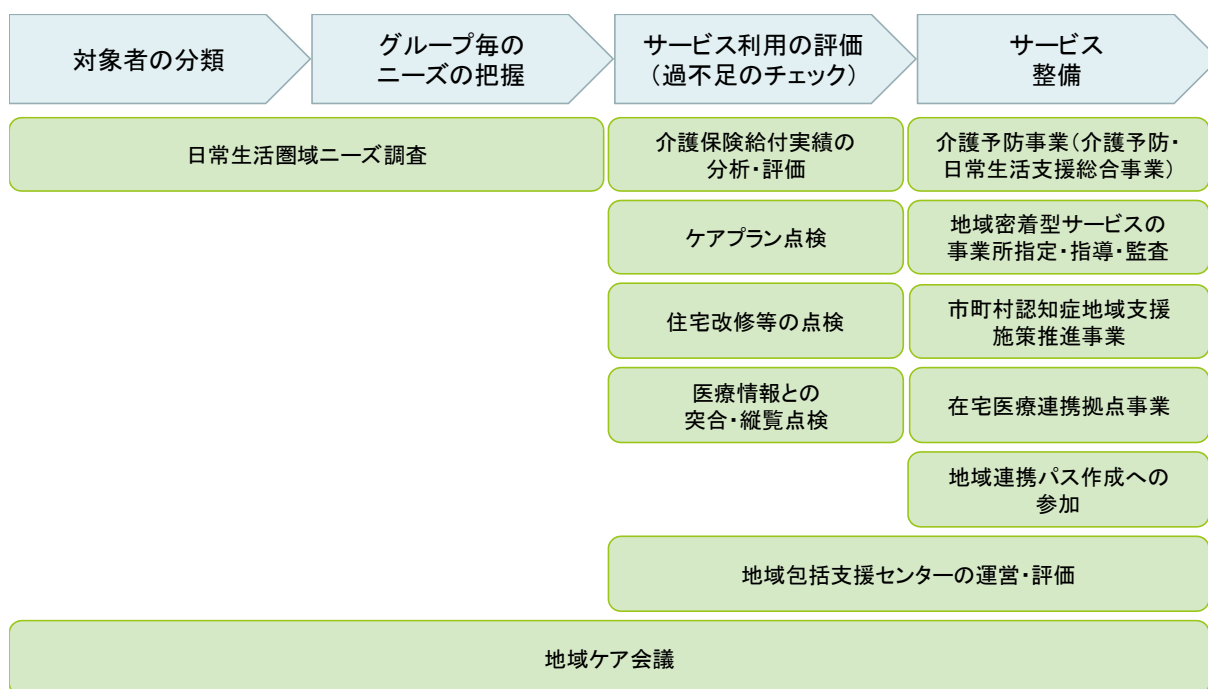 対象者の分類
グループ毎の
ニーズの把握
サービス利用の評価
(過不足のチェック)
サービス
整備
日常生活圏域ニーズ調査
介護保険給付実績の
分析・評価
介護予防事業(介護予防・
日常生活支援総合事業)
ケアプラン点検
地域密着型サービスの
事業所指定・指導・監査
住宅改修等の点検
市町村認知症地域支援
施策推進事業
医療情報との
突合・縦覧点検
在宅医療連携拠点事業
地域連携パス作成への
参加
地域包括支援センターの運営・評価
地域ケア会議